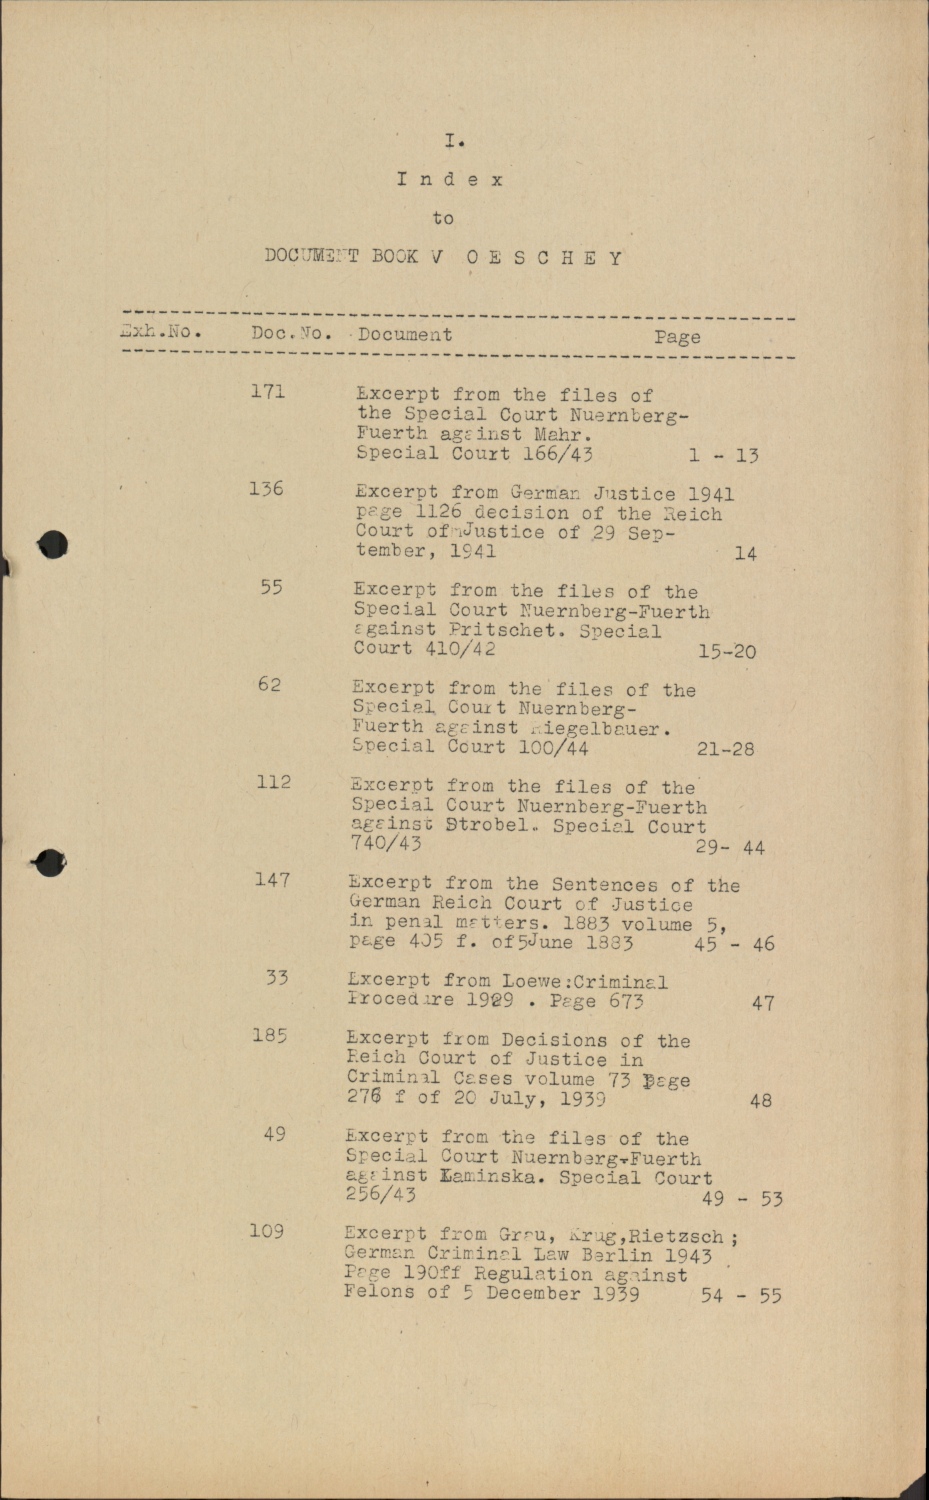 I.
I n d e x
to
DOCUMENT BOOK V O E S C H E Y
Exh.No. Doc.No. Document Page
171 Excerpt from the files of
the Special Court Nuernberg-
Fuerth against Mahr.
Special Court 166/43 1 - 13
136 Excerpt from German Justice 1941
page 1126 decision of the Reich
Court of Justice of 29 Sep-
tember, 1941 14
55 Excerpt from the files of the
Special Court Nuernberg-Fuerth
against Pritschet. Special
Court 410/42 15-20
62 Excerpt from the files of the
Special Court Nuernberg-
Fuerth against
Special Court 100/44 21-28
112 Excerpt from the files of the
Special Court Nuernberg-Fuerth
against Strobel. Special Court
740/43 29- 44
147 Excerpt from the Sentences of the
German Reich Court of Justice
in penal matters. 1883 volume 5,
page 405 f. of5June 1883 45 - 46
33 Excerpt from Loewe:Criminal
Procedure 1929 . Page 673 47
185 Excerpt from Decisions of the
Reich Court of Justice in
Criminal Cases volume 73 page
276 f of 20 July, 1939 48
49 Excerpt from the files of the
Special Court Nuernberg-Fuerth
against Kaminska. Special Court
256/43 49 - 53
109 Excerpt from Grau, Krug,Rietzsch ;
German Criminal Law Berlin 1943
Page 190ff Regulation against
Felons of 5 December 1939 54 - 55